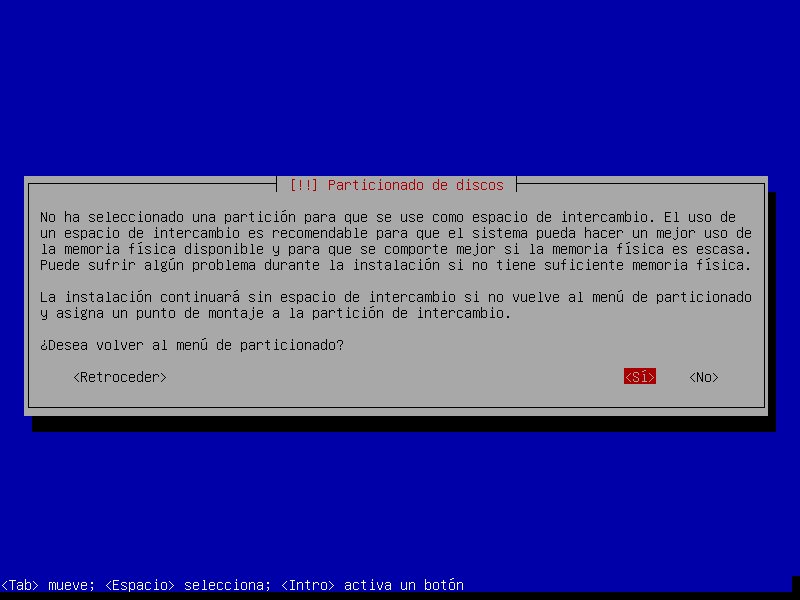 [!!] Particionado de discos
No ha seleccionado una partición para que se use como espacio de intercambio. El uso de
un espacio de intercambio es recomendable para que el sistema pueda hacer un mejor uso de
la memoria física disponible y para que se comporte mejor si la memoria física es escasa.
Puede sufrir algún problema durante la instalación si no tiene suficiente memoria física.
La instalación continuará sin espacio de intercambio si no vuelve al menú de particionado
y asigna un punto de montaje a la partición de intercambio.
¿Desea volver al menú de particionado?
<Retroceder> <Sí> <No>
<Tab> mueve; <Espacio> selecciona; <Intro> activa un botón